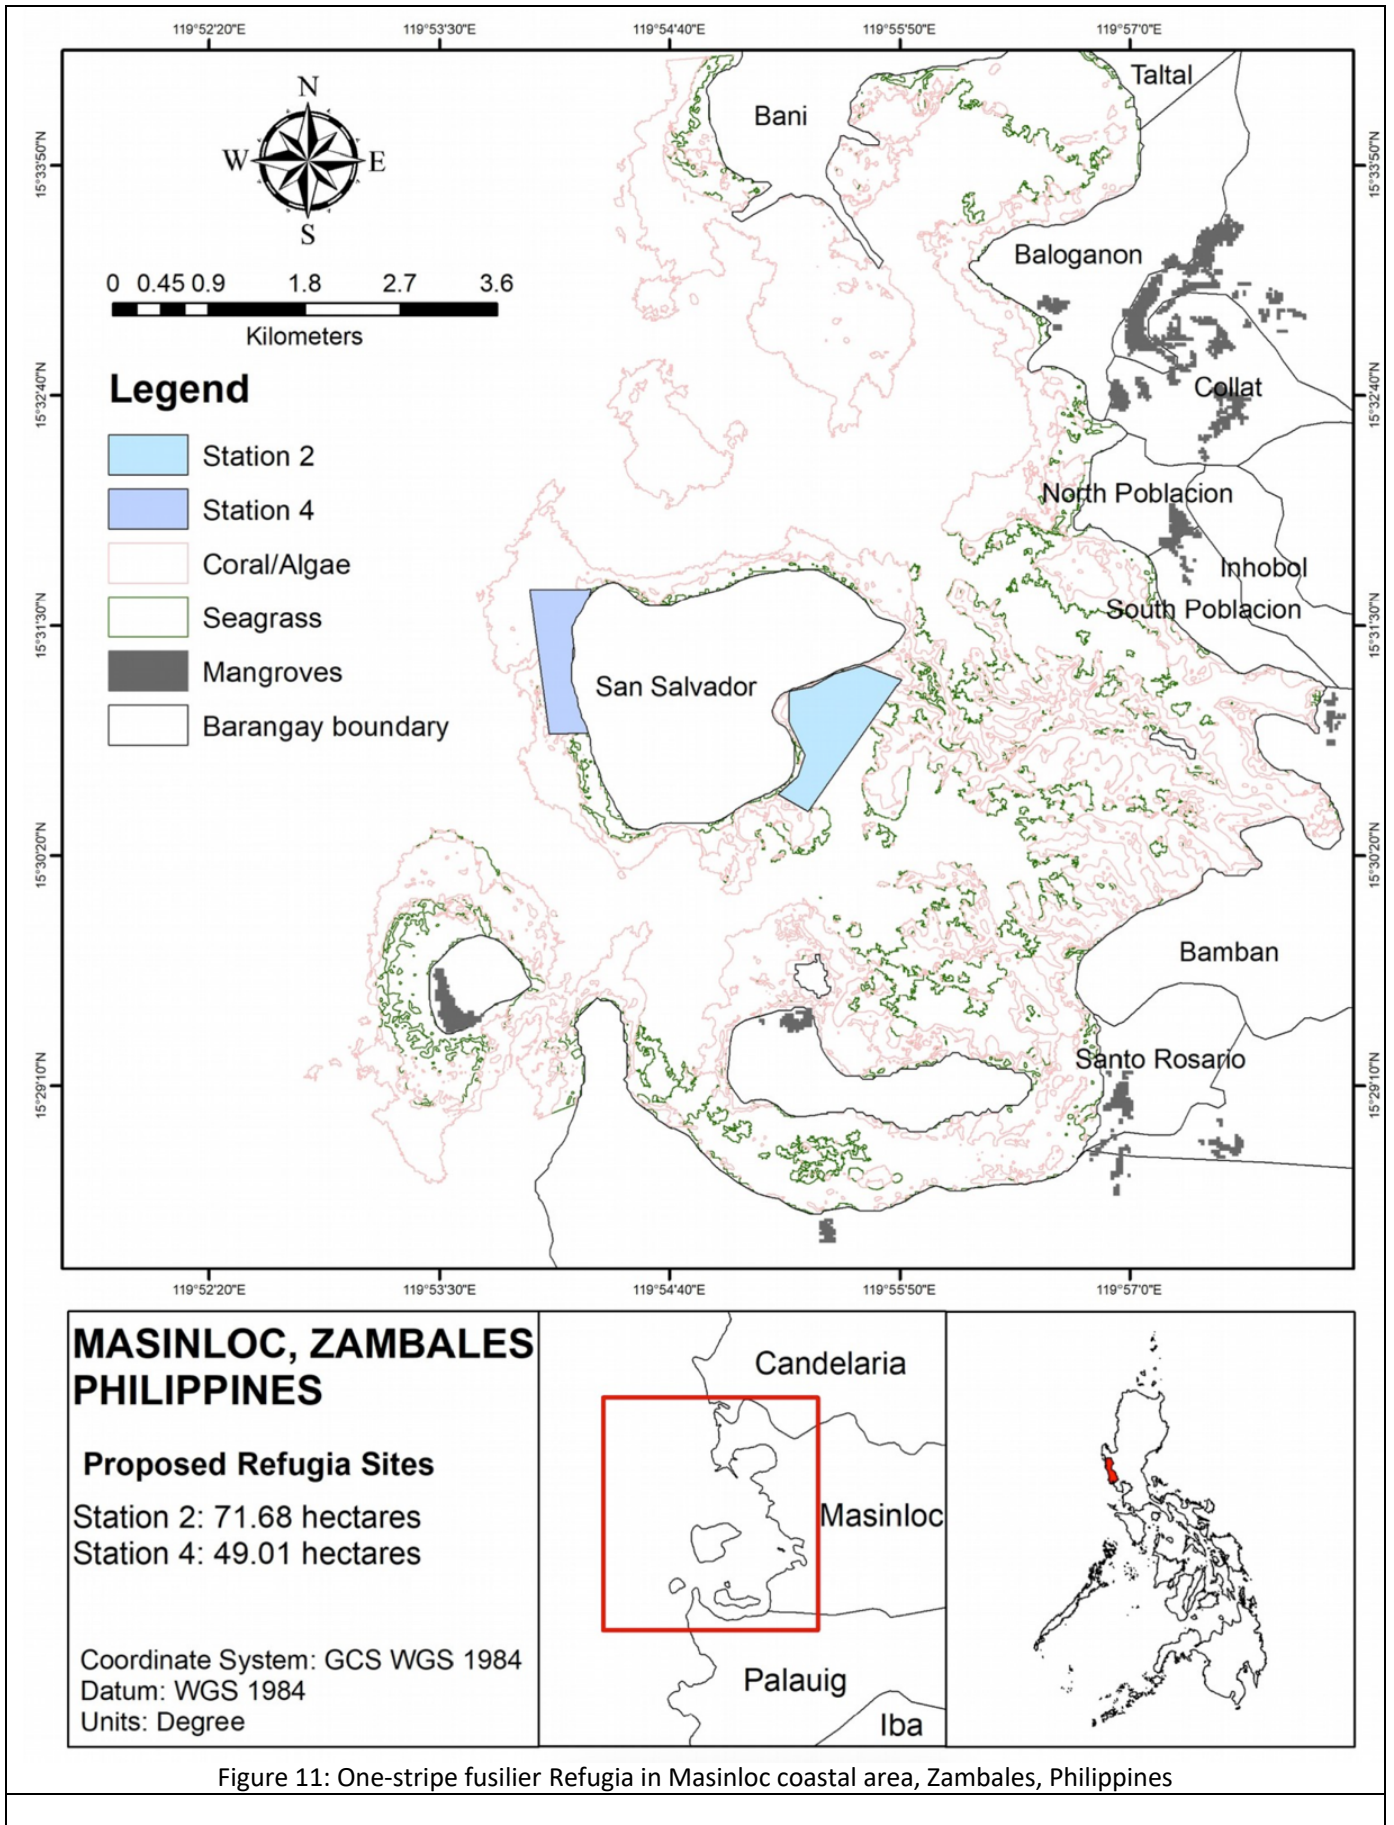 119°52'20"E 119°53'30"E 119°54'40"E 119°55'50"E 119°57'0"E
Taltal
Bani
N
W E
S
15°33'50"N 15°33'50"N
Baloganon
0 0.45 0.9 1.8 2.7 3.6
Kilometers
Legend
15°32'40"N 15°32'40"N
Collat
Station 2
North Poblacion
Station 4
Coral/Algae
Inhobol
Seagrass
South Poblacion
15°31'30"N 15°31'30"N
Mangroves
San Salvador
Barangay boundary
15°30'20"N 15°30'20"N
Bamban
Santo Rosario
15°29'10"N 15°29'10"N
119°52'20"E 119°53'30"E 119°54'40"E 119°55'50"E 119°57'0"E
MASINLOC, ZAMBALES
PHILIPPINES
Proposed Refugia Sites
Station 2: 71.68 hectares
Station 4: 49.01 hectares
Coordinate System: GCS WGS 1984
Datum: WGS 1984
Units: Degree
Candelaria
Masinloc
Palauig
Iba
Figure 11: One-stripe fusilier Refugia in Masinloc coastal area, Zambales, Philippines